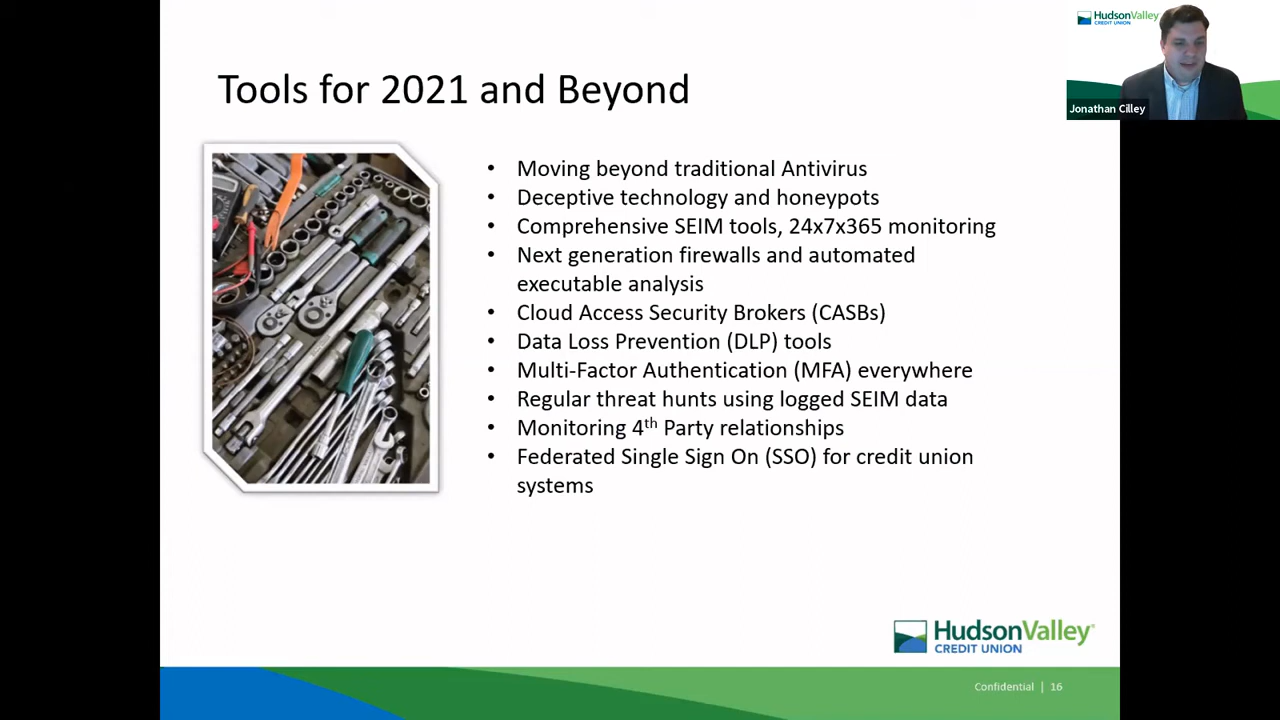 HudsonValley
CREDIT UNION
Jonathan Cilley
Tools for 2021 and Beyond
• Moving beyond traditional Antivirus
• Deceptive technology and honeypots
• Comprehensive SEIM tools, 24x7x365 monitoring
• Next generation firewalls and automated
executable analysis
• Cloud Access Security Brokers (CASBs)
• Data Loss Prevention (DLP) tools
• Multi-Factor Authentication (MFA) everywhere
• Regular threat hunts using logged SEIM data
• Monitoring 4th Party relationships
• Federated Single Sign On (SSO) for credit union
systems
HudsonValley®
CREDIT UNION
Confidential | 16